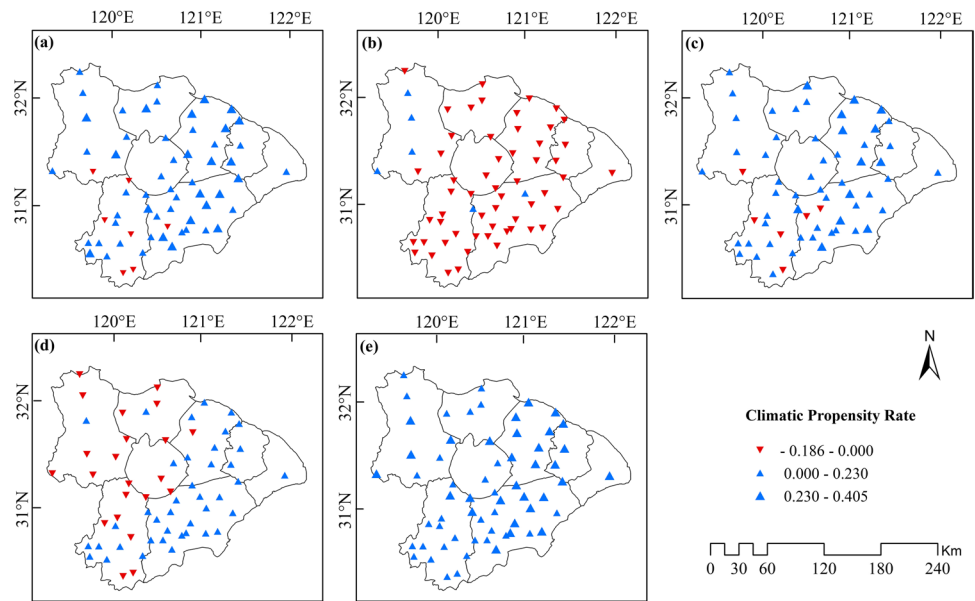 120°E 121°E 122°E 120°E 121°E 122°E 120°E 121°E 122°E
(a) (b) (c)
32°N 32°N 32°N
31°N 31°N 31°N
120°E 121°E 122°E 120°E 121°E 122°E
(d) (e)
N
32°N 32°N
Climatic Propensity Rate
- 0.186 - 0.000
0.000 - 0.230
0.230 - 0.405
31°N 31°N
Km
0 30 60 120 180 240